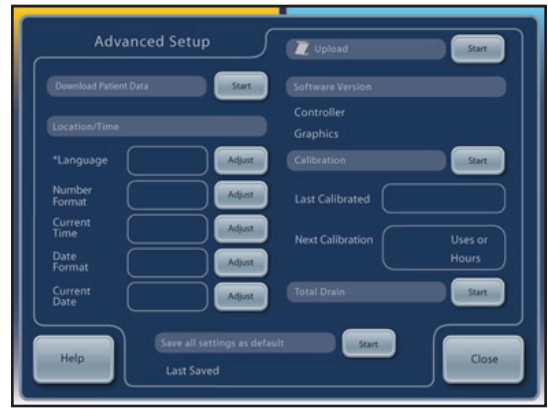 Advanced Setup
Upload
Start
Download Patient Data
Start
Software Version
Location/Time
Controller
Graphics
*Language
Adjust
Calibration
Start
Number
Format
Adjust
Last Calibrated
Current
Time
Adjust
Next Calibration
Uses or
Hours
Date
Format
Adjust
Current
Date
Adjust
Total Drain
Start
Help
Save all settings as default
Start
Last Saved
Close